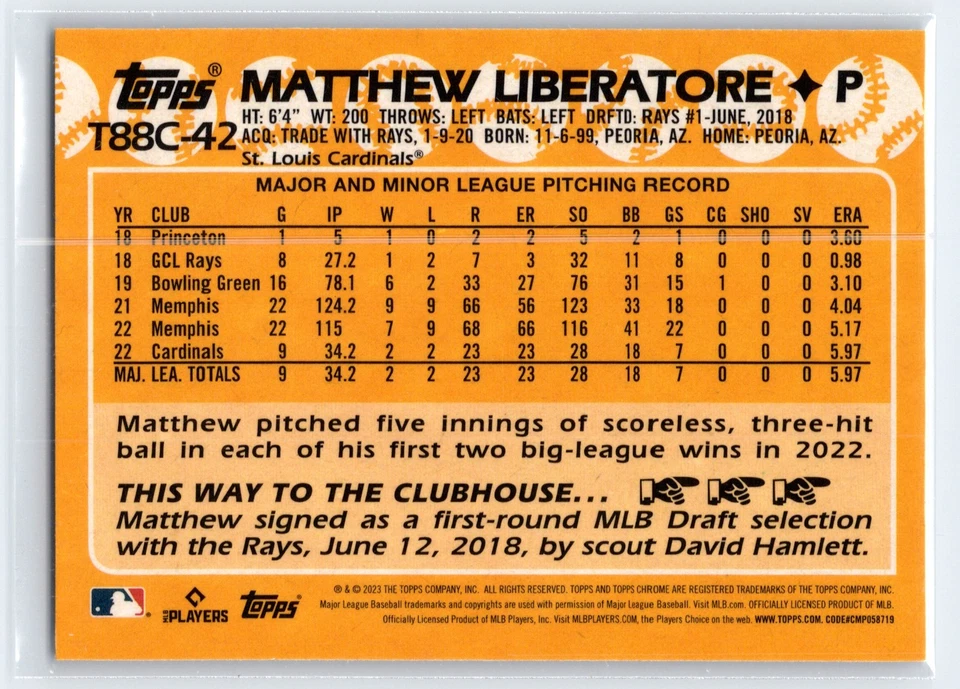 Topps® MATTHEW LIBERATORE ✦ P
T88C-42
HT: 6'4" WT: 200 THROWS: LEFT BATS: LEFT DRFTD: RAYS #1-JUNE, 2018
ACQ: TRADE WITH RAYS, 1-9-20 BORN: 11-6-99, PEORIA, AZ. HOME: PEORIA, AZ.
St. Louis Cardinals®
MAJOR AND MINOR LEAGUE PITCHING RECORD
YR CLUB G IP W L R ER SO BB GS CG SHO SV ERA
18 Princeton 1 5 1 0 2 2 5 2 1 0 0 0 3.60
18 GCL Rays 8 27.2 1 2 7 3 32 11 8 0 0 0 0.98
19 Bowling Green 16 78.1 6 2 33 27 76 31 15 1 0 0 3.10
21 Memphis 22 124.2 9 9 66 56 123 33 18 0 0 0 4.04
22 Memphis 22 115 7 9 68 66 116 41 22 0 0 0 5.17
22 Cardinals 9 34.2 2 2 23 23 28 18 7 0 0 0 5.97
MAJ. LEA. TOTALS 9 34.2 2 2 23 23 28 18 7 0 0 0 5.97
Matthew pitched five innings of scoreless, three-hit
ball in each of his first two big-league wins in 2022.
THIS WAY TO THE CLUBHOUSE...
Matthew signed as a first-round MLB Draft selection
with the Rays, June 12, 2018, by scout David Hamlett.
MLB PLAYERS Topps®
® & © 2023 THE TOPPS COMPANY, INC. ALL RIGHTS RESERVED. TOPPS AND TOPPS CHROME ARE REGISTERED TRADEMARKS OF THE TOPPS COMPANY, INC.
Major League Baseball trademarks and copyrights are used with permission of Major League Baseball. Visit MLB.com. OFFICIALLY LICENSED PRODUCT OF MLB.
Officially Licensed Product of MLB Players, Inc. Visit MLBPLAYERS.COM, the Players Choice on the web. WWW.TOPPS.COM. CODE#CMP058719